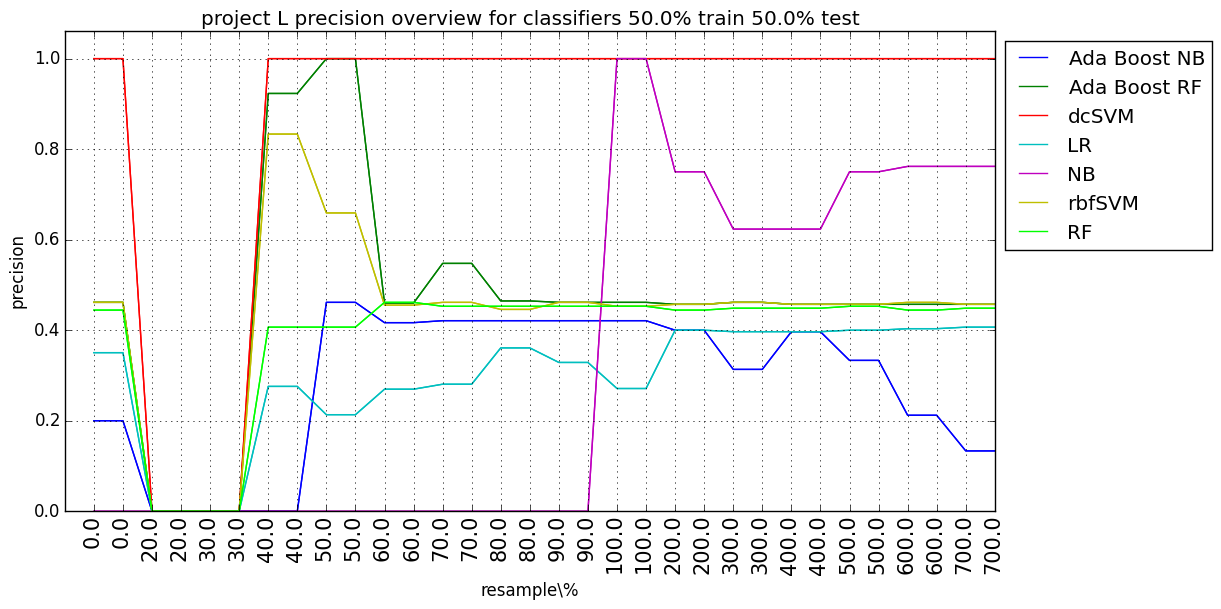 project L precision overview for classifiers 50.0% train 50.0% test
1.0
0.8
0.6
0.4
0.2
0.0
precision
0.0 0.0 20.0 20.0 30.0 30.0 40.0 40.0 50.0 50.0 60.0 60.0 70.0 70.0 80.0 80.0 90.0 90.0 100.0 100.0 200.0 200.0 300.0 300.0 400.0 400.0 500.0 500.0 600.0 600.0 700.0 700.0
resample\%
Ada Boost NB
Ada Boost RF
dcSVM
LR
NB
rbfSVM
RF